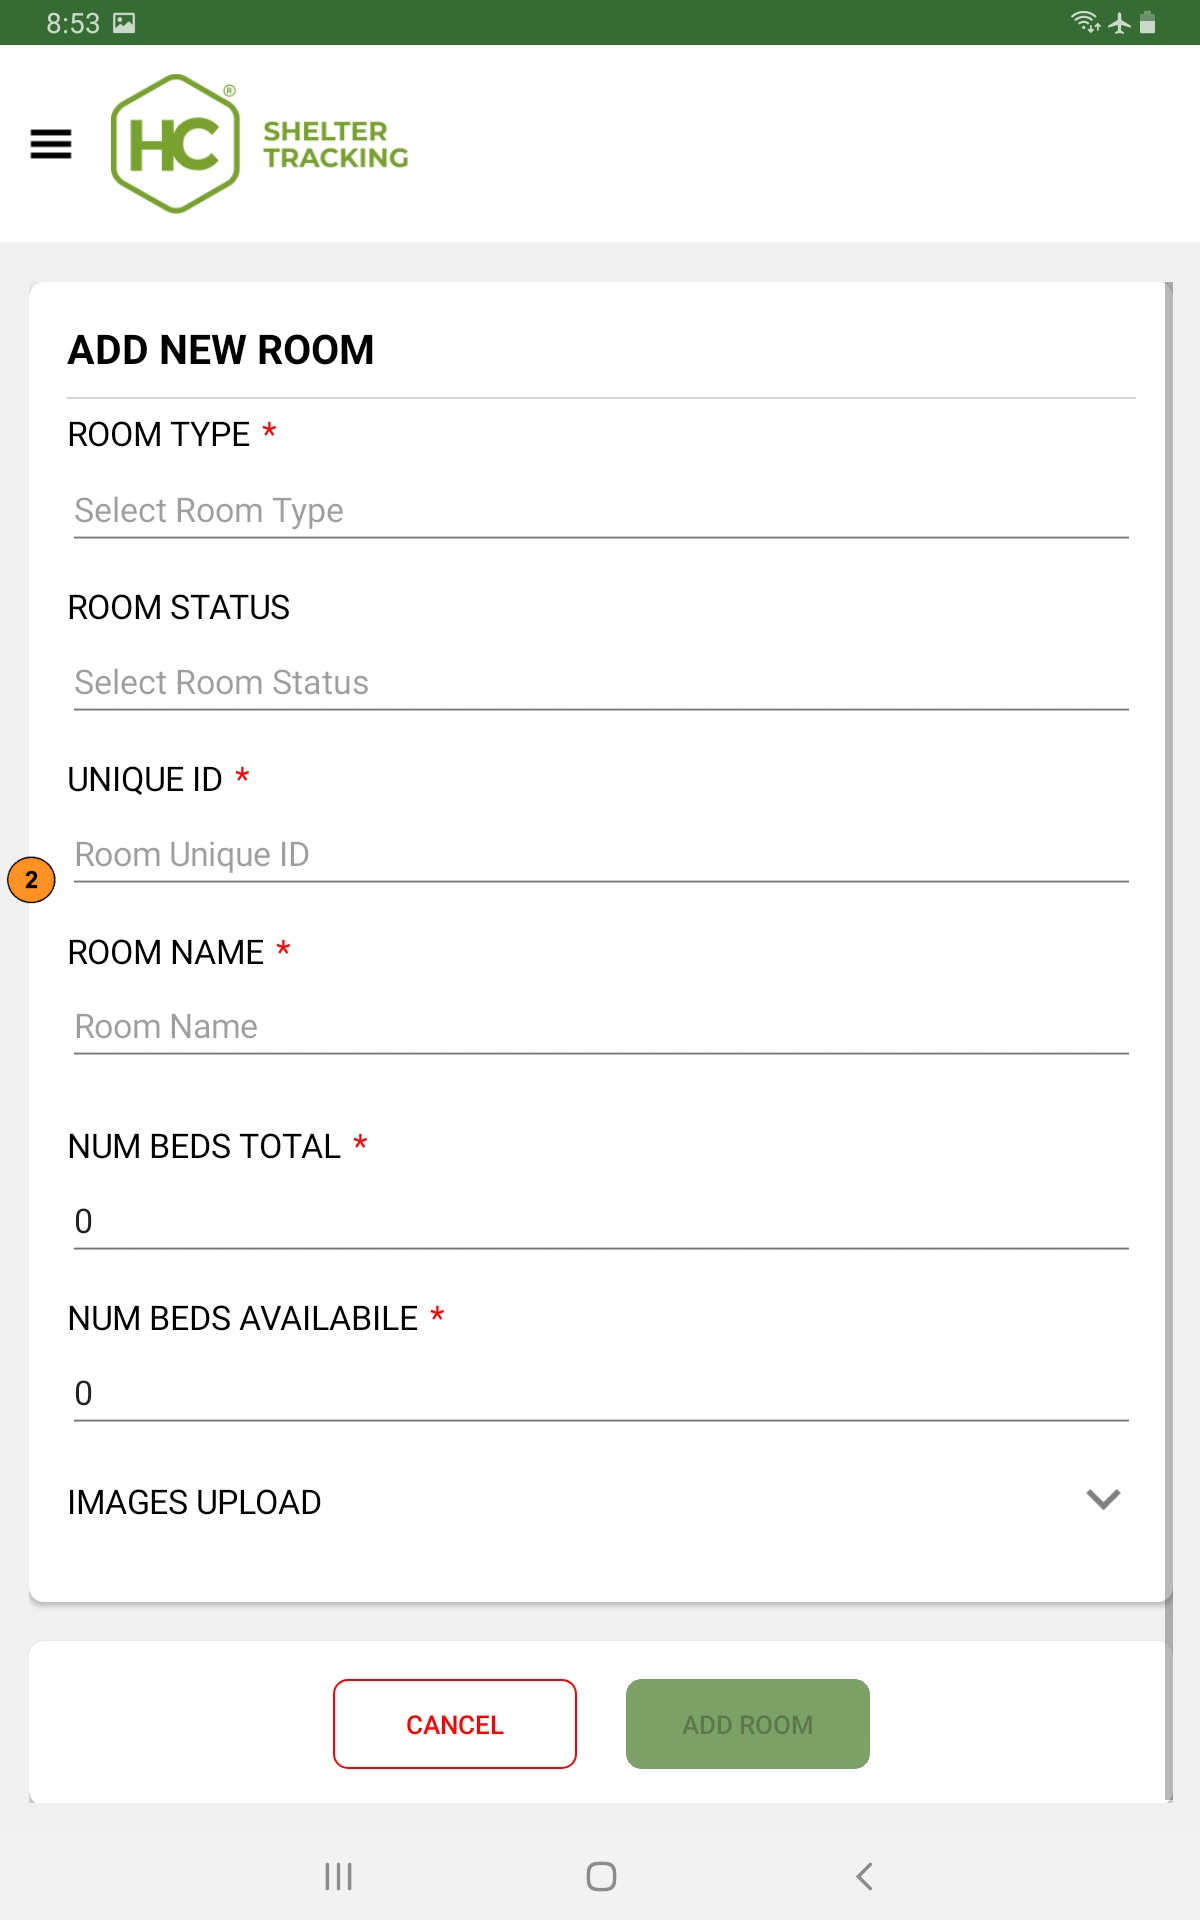 8:53
HC®
SHELTER
TRACKING
ADD NEW ROOM
ROOM TYPE *
Select Room Type
ROOM STATUS
Select Room Status
UNIQUE ID *
Room Unique ID
2
ROOM NAME *
Room Name
NUM BEDS TOTAL *
0
NUM BEDS AVAILABILE *
0
IMAGES UPLOAD
CANCEL
ADD ROOM